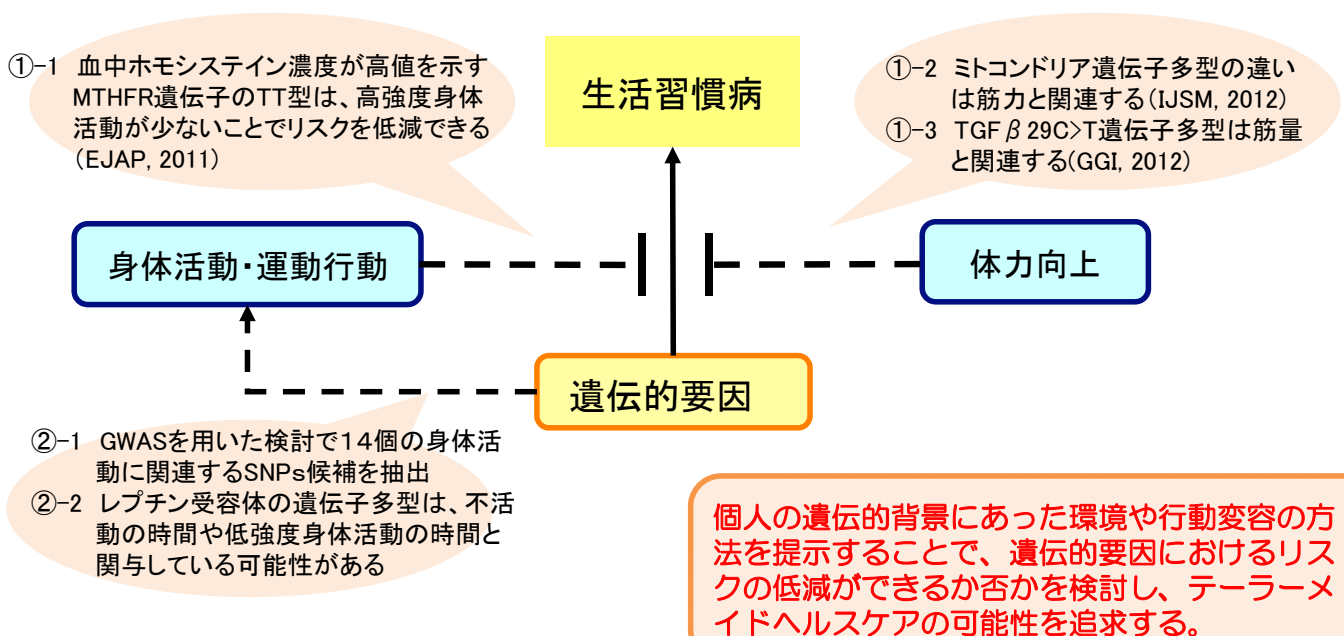 ①-1 血中ホモシステイン濃度が高値を示す
MTHFR遺伝子のTT型は、高強度身体
活動が少ないことでリスクを低減できる
(EJAP, 2011)
生活習慣病
①-2 ミトコンドリア遺伝子多型の違い
は筋力と関連する(IJSM, 2012)
①-3 TGFβ29C>T遺伝子多型は筋量
と関連する(GGI, 2012)
身体活動・運動行動
体力向上
遺伝的要因
②-1 GWASを用いた検討で14個の身体活
動に関連するSNPs候補を抽出
②-2 レプチン受容体の遺伝子多型は、不活
動の時間や低強度身体活動の時間と
関与している可能性がある
個人の遺伝的背景にあった環境や行動変容の方
法を提示することで、遺伝的要因におけるリス
クの低減ができるか否かを検討し、テーラーメ
イドヘルスケアの可能性を追求する。